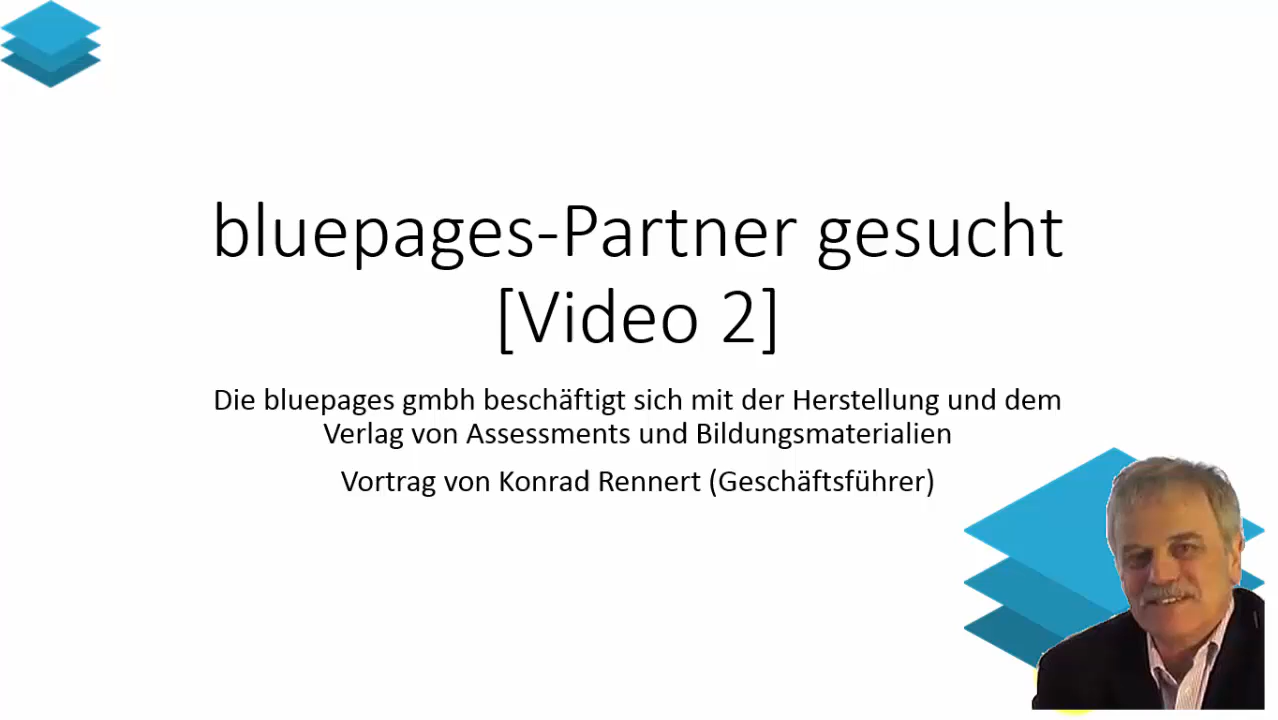 bluepages-Partner gesucht
[Video 2]
Die bluepages gmbh beschäftigt sich mit der Herstellung und dem
Verlag von Assessments und Bildungsmaterialien
Vortrag von Konrad Rennert (Geschäftsführer)